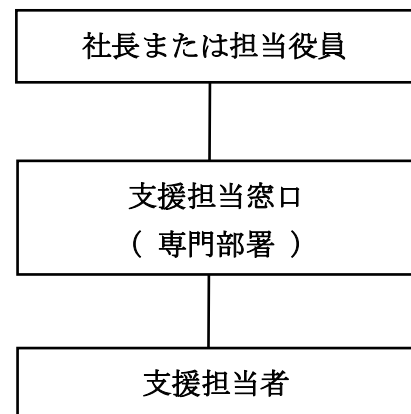 社長または担当役員
支援担当窓口
（ 専門部署 ）
支援担当者